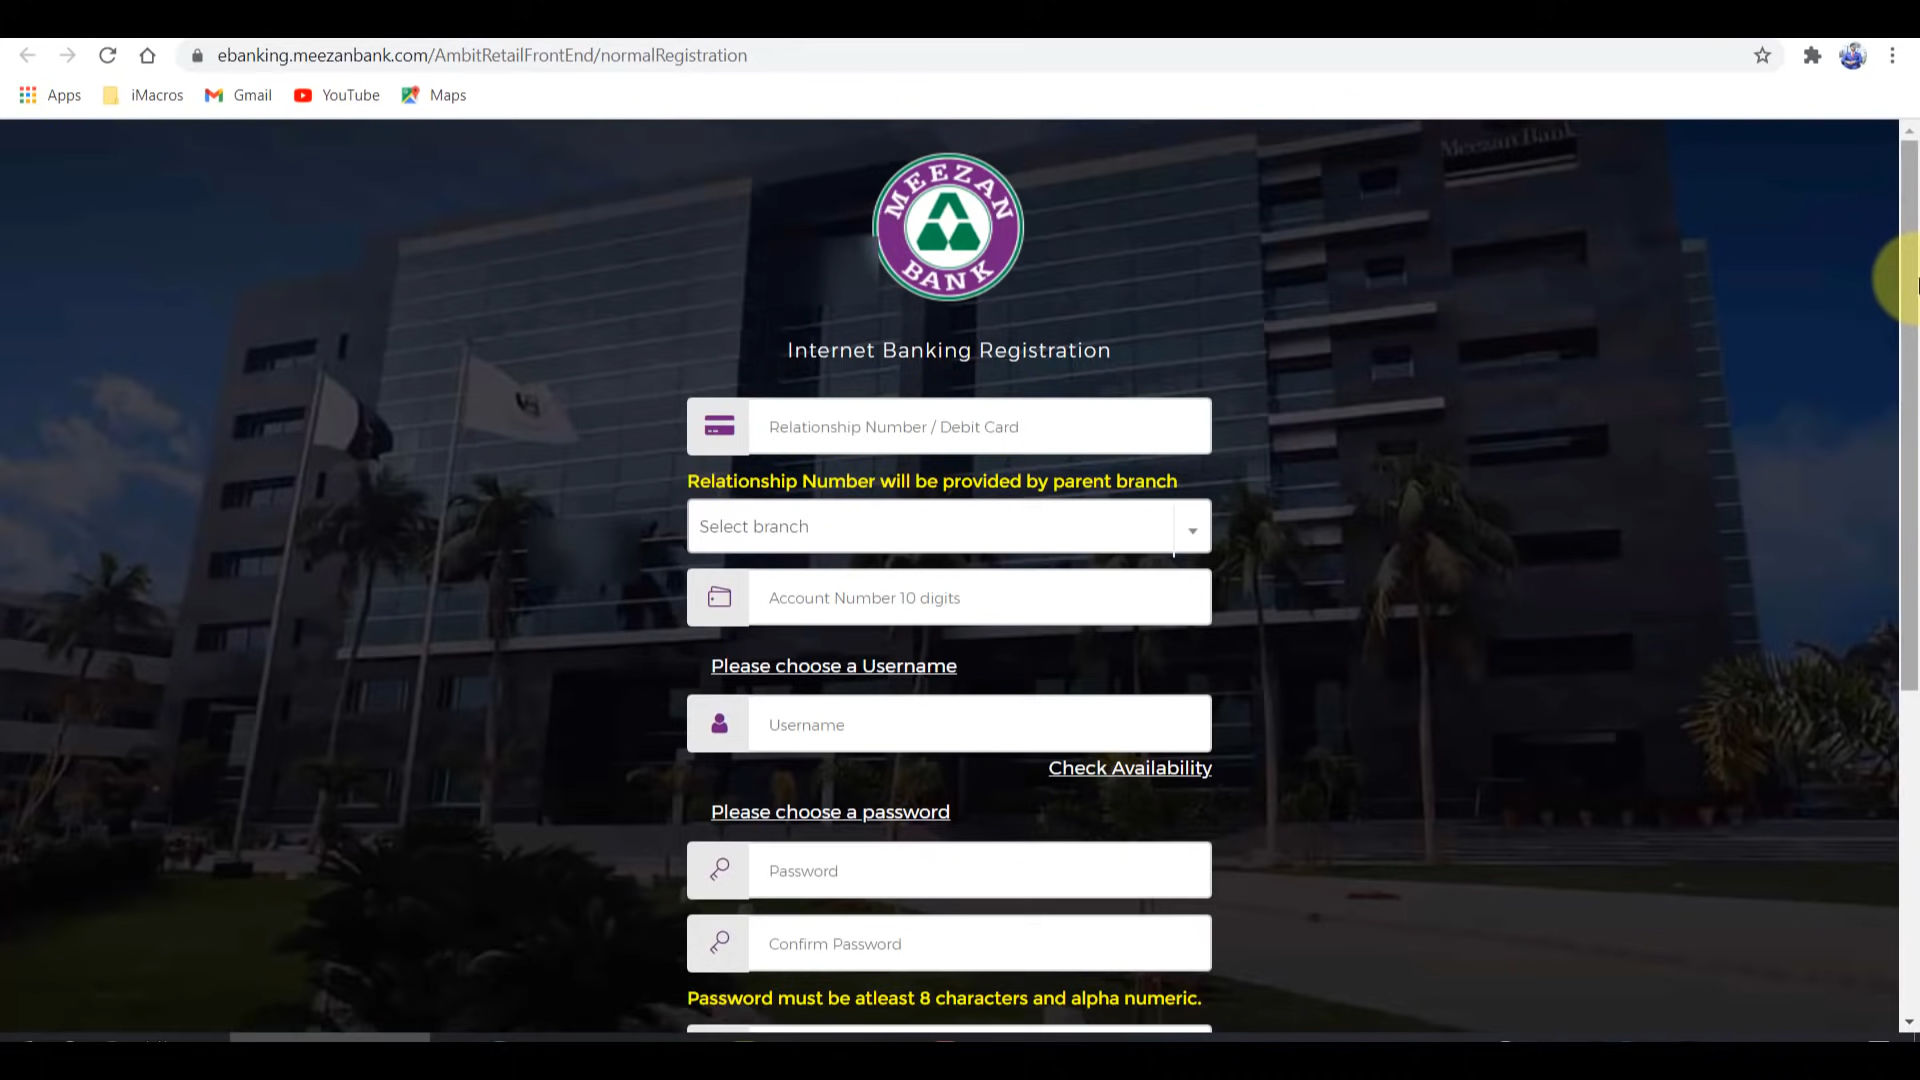 ebanking.meezanbank.com/AmbitRetailFrontEnd/normalRegistration
Apps iMacros Gmail YouTube Maps
Meezan Bank
MEEZAN
BANK
Internet Banking Registration
Relationship Number / Debit Card
Relationship Number will be provided by parent branch
Select branch
Account Number 10 digits
Please choose a Username
Username
Check Availability
Please choose a password
Password
Confirm Password
Password must be atleast 8 characters and alpha numeric.